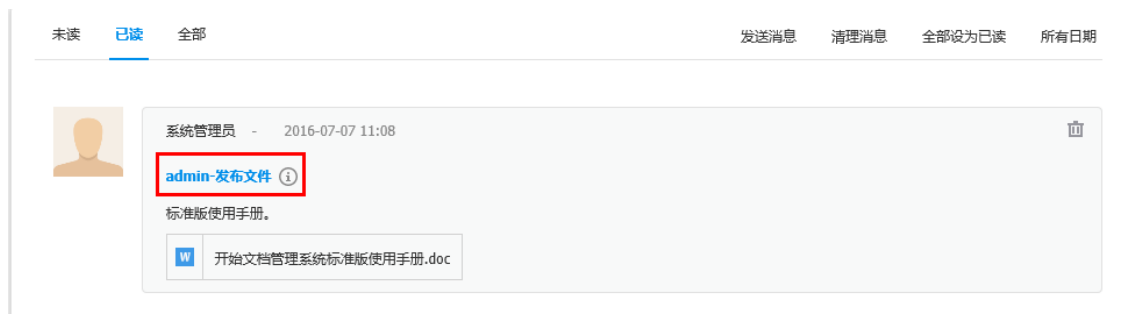 未读 已读 全部 发送消息 清理消息 全部设为已读 所有日期
系统管理员 - 2016-07-07 11:08
admin-发布文件
标准版使用手册。
W 开始文档管理系统标准版使用手册.doc